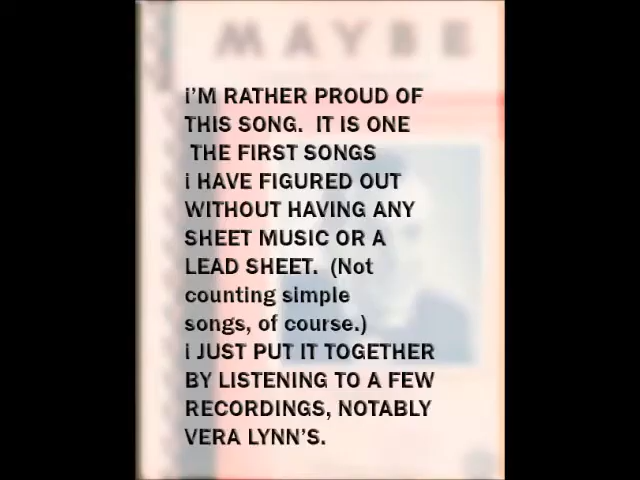 MAYBE
i'M RATHER PROUD OF
THIS SONG.  IT IS ONE
THE FIRST SONGS
i HAVE FIGURED OUT
WITHOUT HAVING ANY
SHEET MUSIC OR A
LEAD SHEET.  (Not
counting simple
songs, of course.)
i JUST PUT IT TOGETHER
BY LISTENING TO A FEW
RECORDINGS, NOTABLY
VERA LYNN'S.